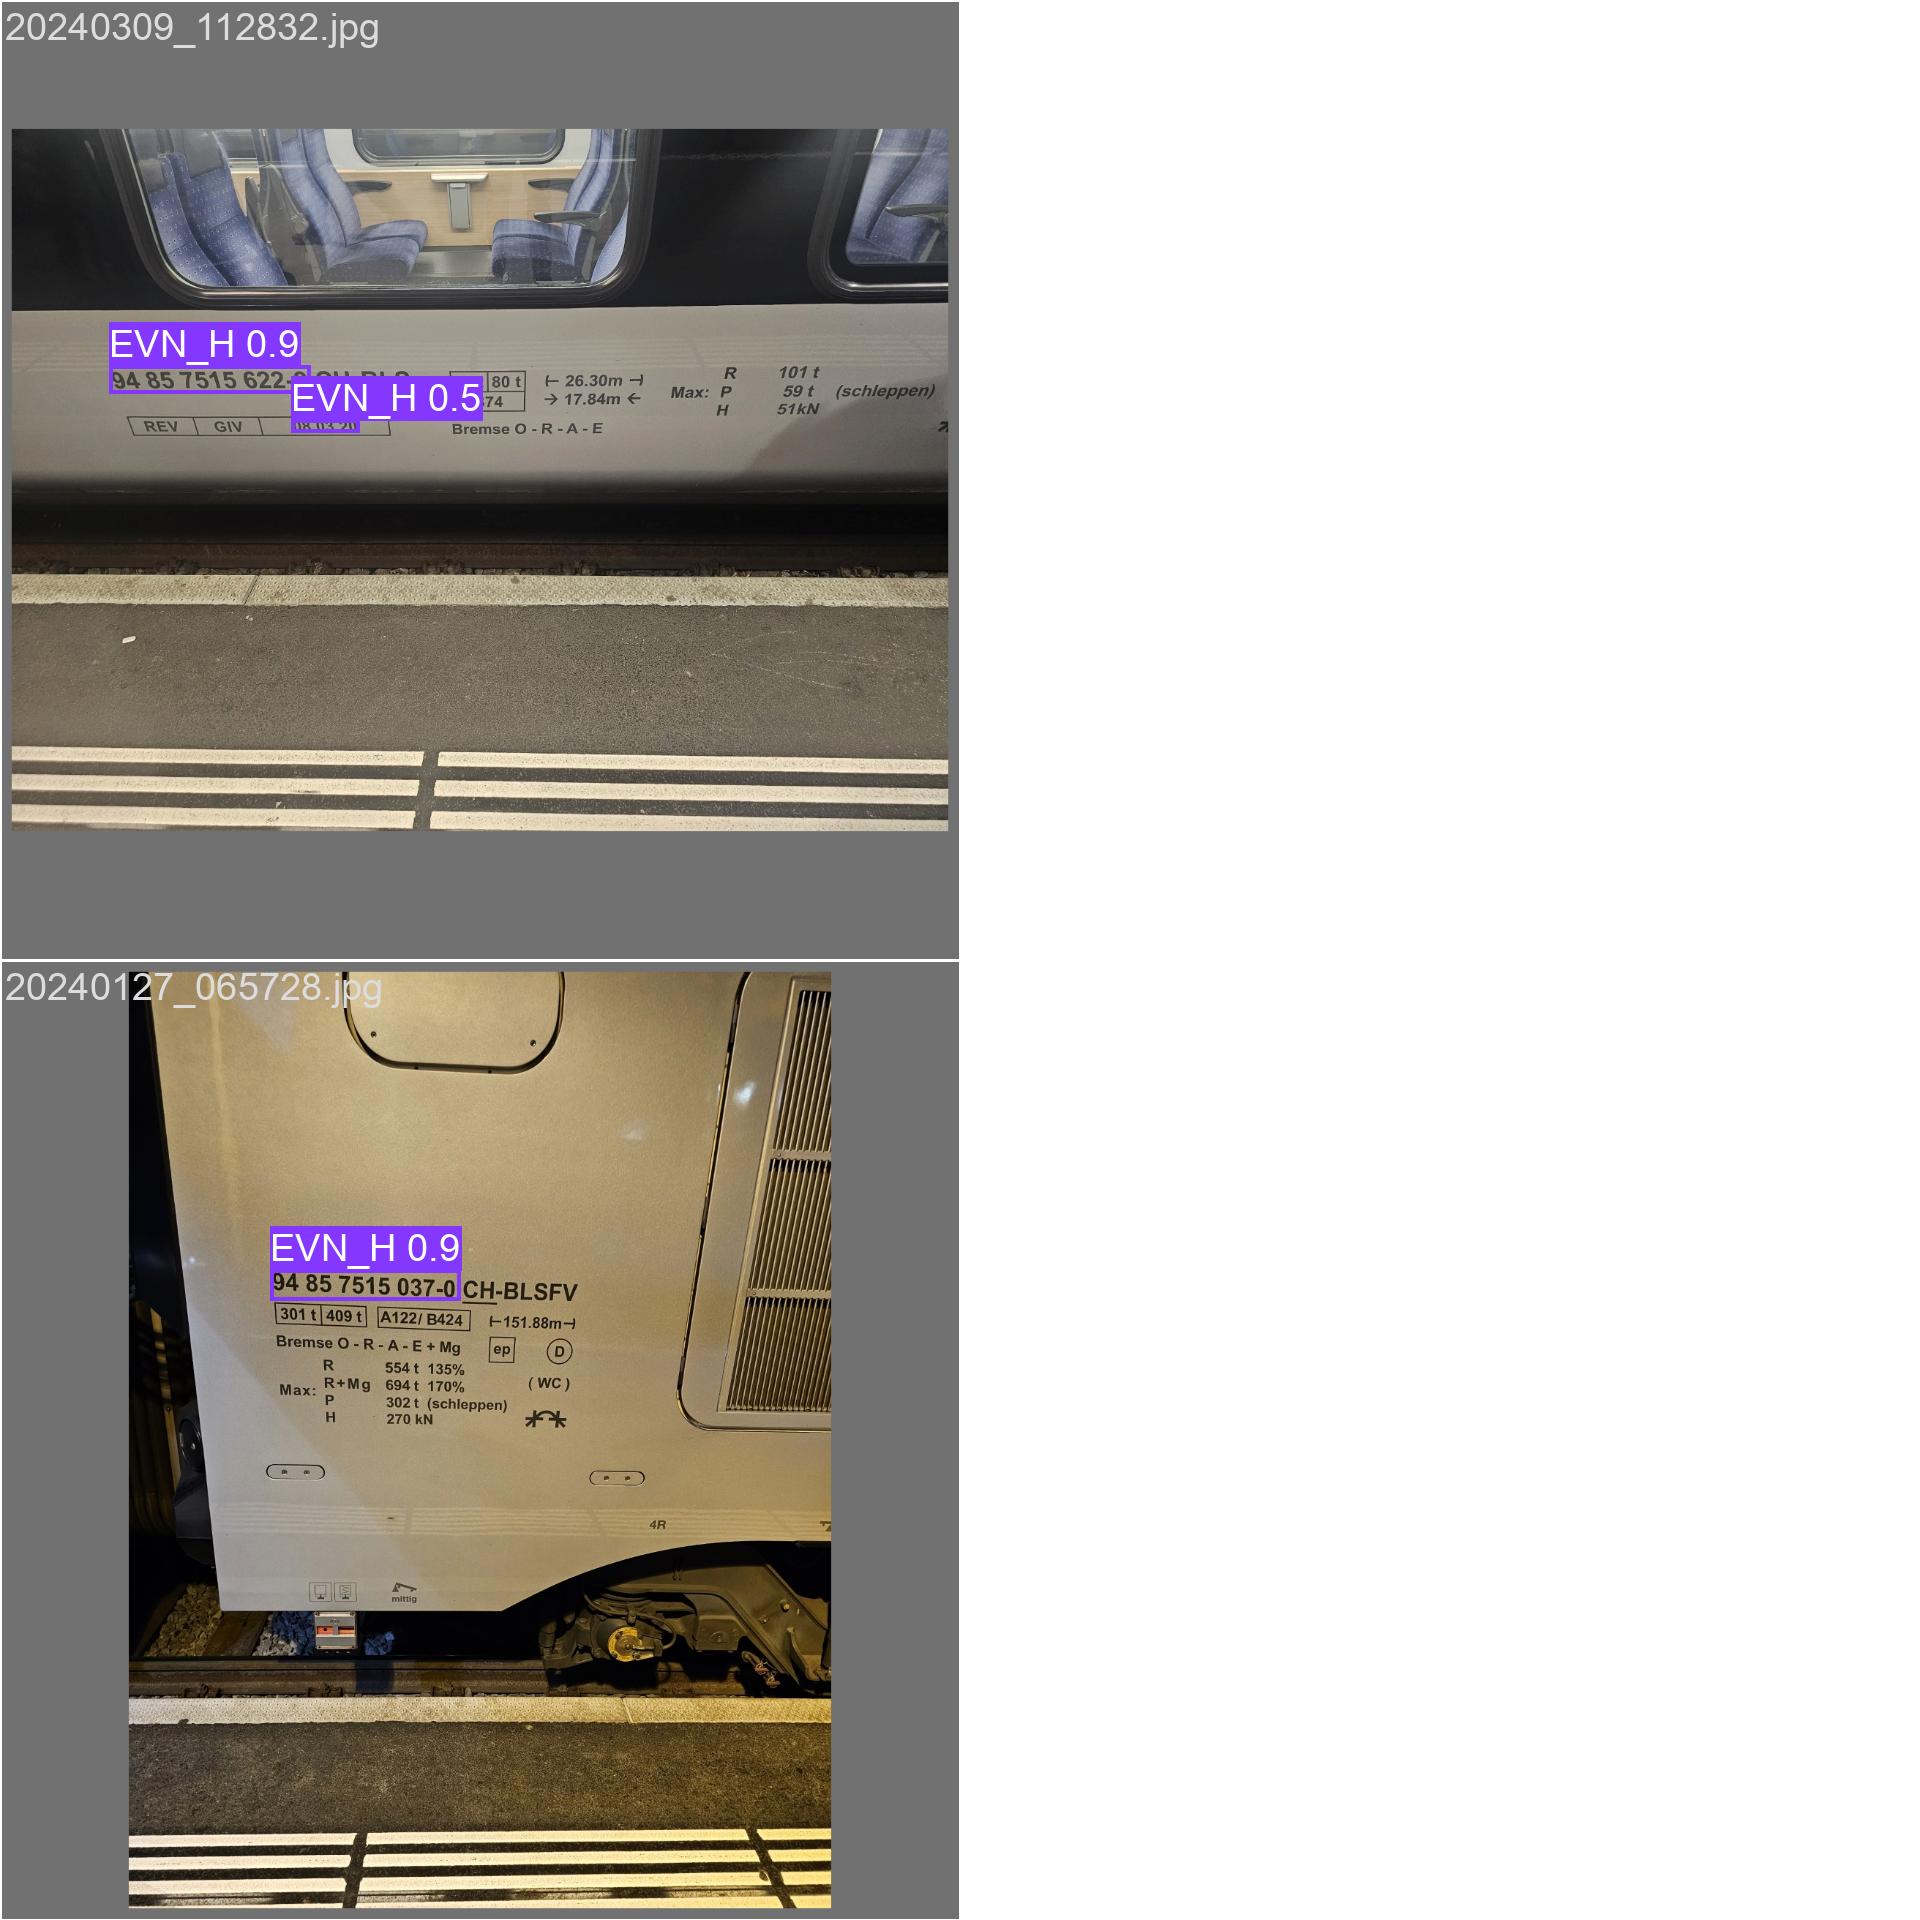 20240309_112832.jpg
EVN_H 0.9
94 85 7515 622-
EVN_H 0.5
80 t
74
26.30m
17.84m
Max:
R 101 t
P 59 t (schleppen)
H 51kN
REV GIV 08.03.20
Bremse O - R - A - E
20240127_065728.jpg
EVN_H 0.9
94 85 7515 037-0 CH-BLSFV
301 t 409 t A122/ B424 151.88m
Bremse O - R - A - E + Mg ep D
Max:
R 554 t 135%
R+Mg 694 t 170% ( WC )
P 302 t (schleppen)
H 270 kN
4R
mittig